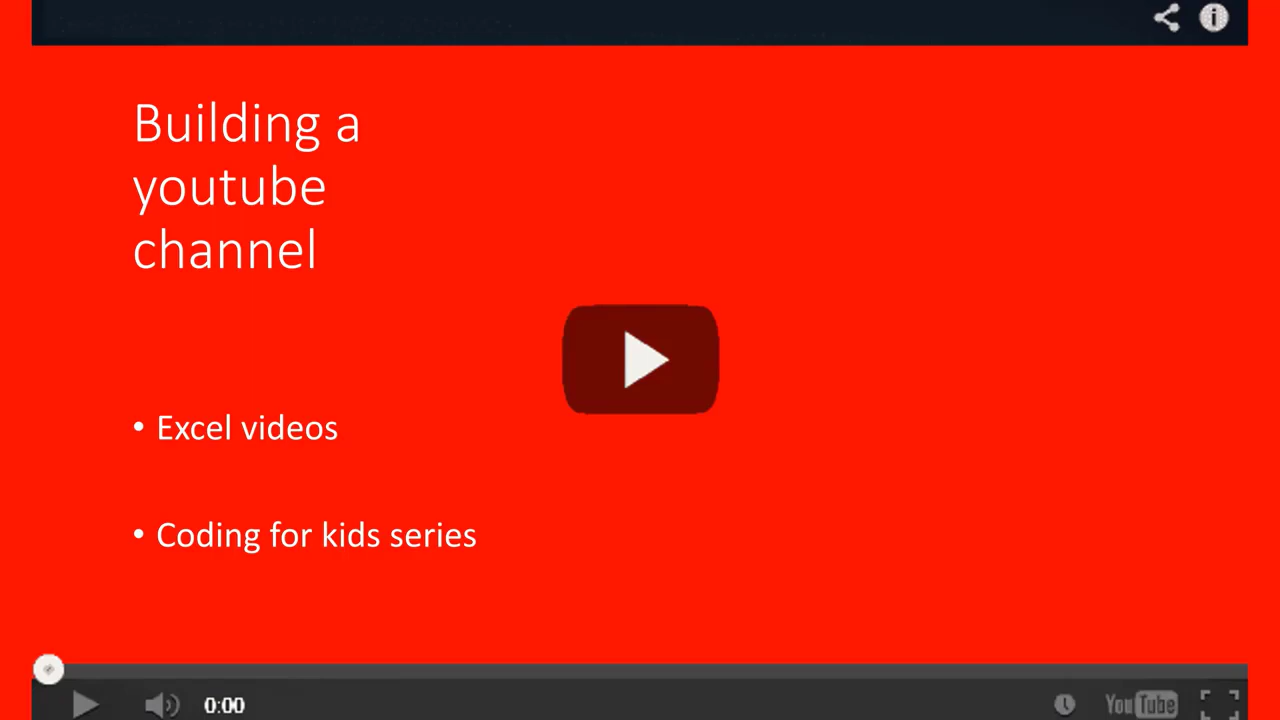 Building a
youtube
channel
• Excel videos
• Coding for kids series
0:00
YouTube